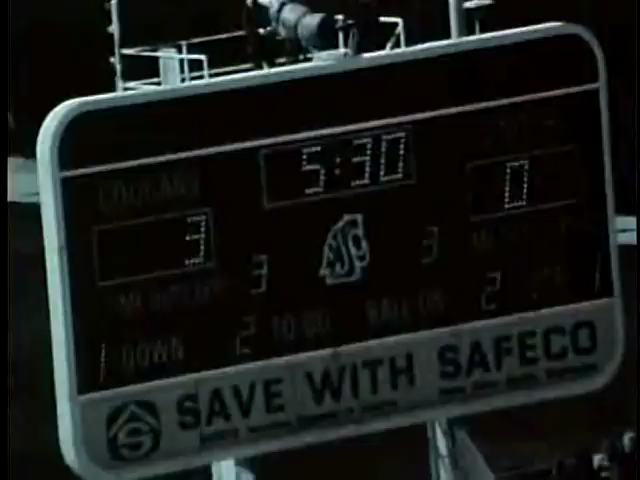 5:30
COUGARS 0
3
3 3
1 DOWN 2 TO GO BALL ON 2
SAVE WITH SAFECO